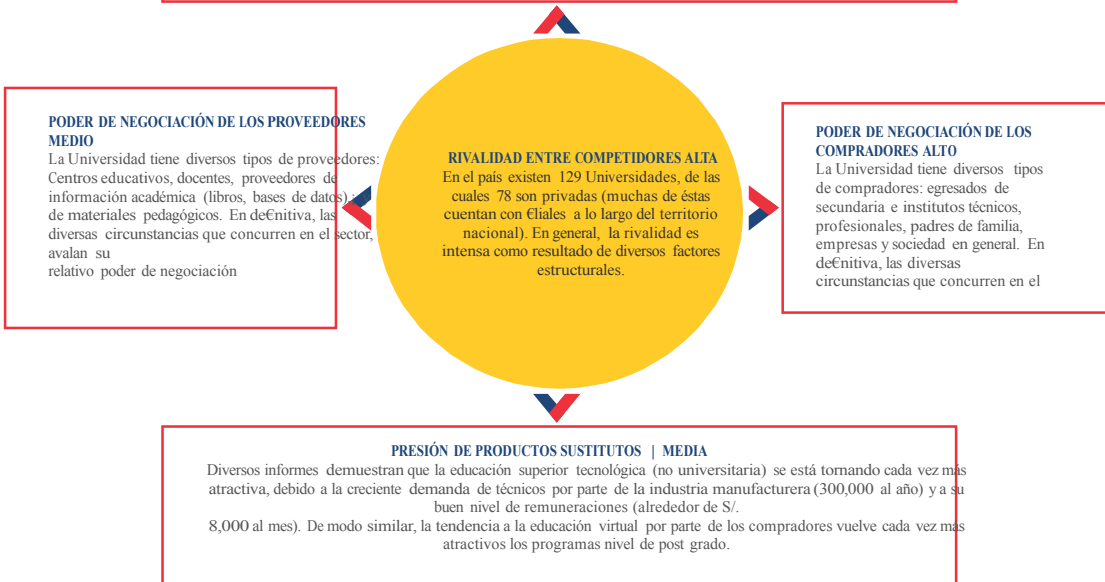 PODER DE NEGOCIACIÓN DE LOS PROVEEDORES
MEDIO
La Universidad tiene diversos tipos de proveedores:
Centros educativos, docentes, proveedores de
información académica (libros, bases de datos),
de materiales pedagógicos. En de€nitiva, las
diversas circunstancias que concurren en el sector,
avalan su
relativo poder de negociación
RIVALIDAD ENTRE COMPETIDORES ALTA
En el país existen 129 Universidades, de las
cuales 78 son privadas (muchas de éstas
cuentan con €liales a lo largo del territorio
nacional). En general, la rivalidad es
intensa como resultado de diversos factores
estructurales.
PODER DE NEGOCIACIÓN DE LOS
COMPRADORES ALTO
La Universidad tiene diversos tipos
de compradores: egresados de
secundaria e institutos técnicos,
profesionales, padres de familia,
empresas y sociedad en general. En
de€nitiva, las diversas
circunstancias que concurren en el
PRESIÓN DE PRODUCTOS SUSTITUTOS | MEDIA
Diversos informes demuestran que la educación superior tecnológica (no universitaria) se está tornando cada vez más
atractiva, debido a la creciente demanda de técnicos por parte de la industria manufacturera (300,000 al año) y a su
buen nivel de remuneraciones (alrededor de S/.
8,000 al mes). De modo similar, la tendencia a la educación virtual por parte de los compradores vuelve cada vez más
atractivos los programas nivel de post grado.